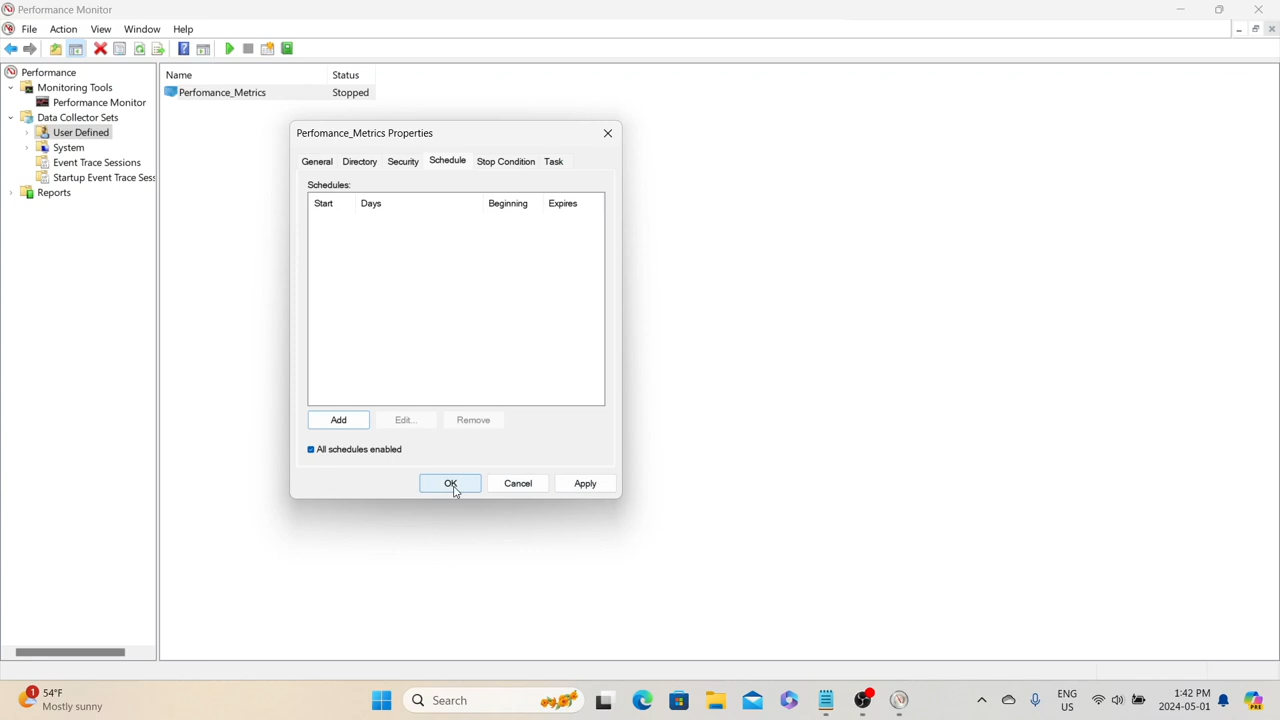 Performance Monitor
File Action View Window Help
Performance
Monitoring Tools
Performance Monitor
Data Collector Sets
User Defined
System
Event Trace Sessions
Startup Event Trace Sess
Reports
Name Status
Perfomance_Metrics Stopped
Perfomance_Metrics Properties
General Directory Security Schedule Stop Condition Task
Schedules:
Start Days Beginning Expires
Add Edit... Remove
All schedules enabled
OK Cancel Apply
1
54°F
Mostly sunny
Search
ENG
US
1:42 PM
2024-05-01
PRE